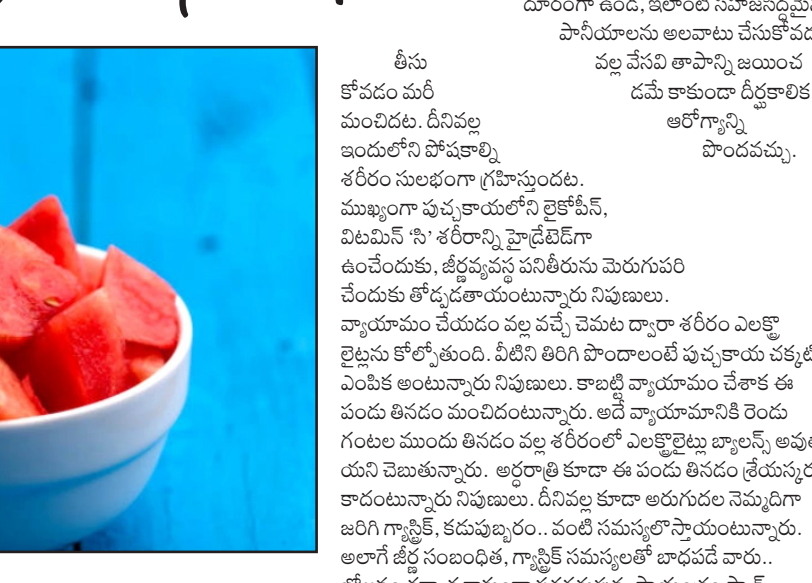 దూరంగా ఉండి, ఇలాంటి సహజసిద్ధమైన
పానీయాలను అలవాటు చేసుకోవడం
తీసు
కోవడం మరీ
మంచిదట. దీనివల్ల
ఇందులోని పోషకాల్ని
శరీరం సులభంగా గ్రహిస్తుందట.
వల్ల వేసవి తాపాన్ని జయించ
డమే కాకుండా దీర్ఘకాలిక
ఆరోగ్యాన్ని
పొందవచ్చు.
ముఖ్యంగా పుచ్చకాయలోని లైకోపీన్,
విటమిన్ ‘సి’ శరీరాన్ని హైడ్రేటెడ్‌గా
ఉంచేందుకు, జీర్ణవ్యవస్థ పనితీరును మెరుగుపరి
చేందుకు తోడ్పడతాయంటున్నారు నిపుణులు.
వ్యాయామం చేయడం వల్ల వచ్చే చెమట ద్వారా శరీరం ఎలక్ట్రొ
లైట్లను కోల్పోతుంది. వీటిని తిరిగి పొందాలంటే పుచ్చకాయ చక్కటి
ఎంపిక అంటున్నారు నిపుణులు. కాబట్టి వ్యాయామం చేశాక ఈ
పండు తినడం మంచిదంటున్నారు. అదే వ్యాయామానికి రెండు
గంటల ముందు తినడం వల్ల శరీరంలో ఎలక్ట్రొలైట్లు బ్యాలన్స్
యని చెబుతున్నారు. అర్ధరాత్రి కూడా ఈ పండు తినడం
కాదంటున్నారు నిపుణులు. దీనివల్ల కూడా అరుగుదల నెమ్మదిగా
జరిగి గ్యాస్ట్రిక్, కడుపుబ్బరం.. వంటి సమస్యలొస్తాయంటున్నారు.
అలాగే జీర్ణ సంబంధిత, గ్యాస్ట్రిక్ సమస్యలతో బాధపడే వారు..